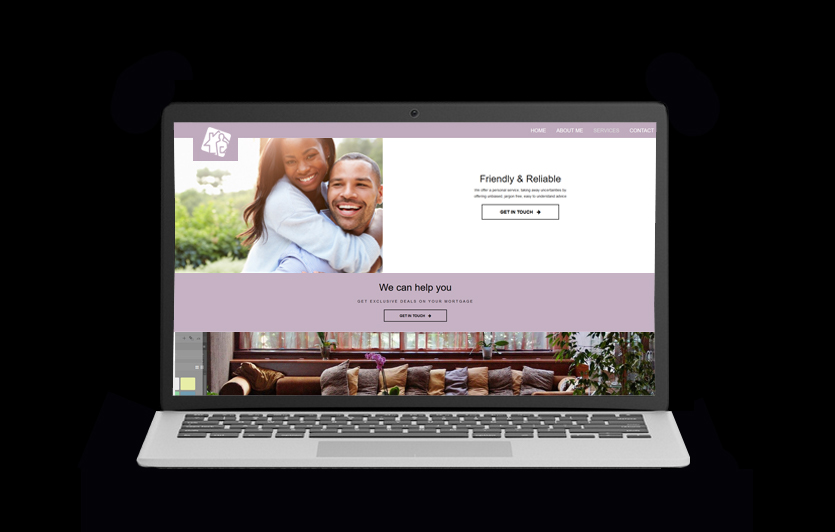 HOME ABOUT ME SERVICES CONTACT
Friendly & Reliable
We offer a personal service, taking away uncertainties by
offering unbiased, jargon-free, easy to understand advice.
GET IN TOUCH →
We can help you
GET EXCLUSIVE DEALS ON YOUR MORTGAGE
GET IN TOUCH →